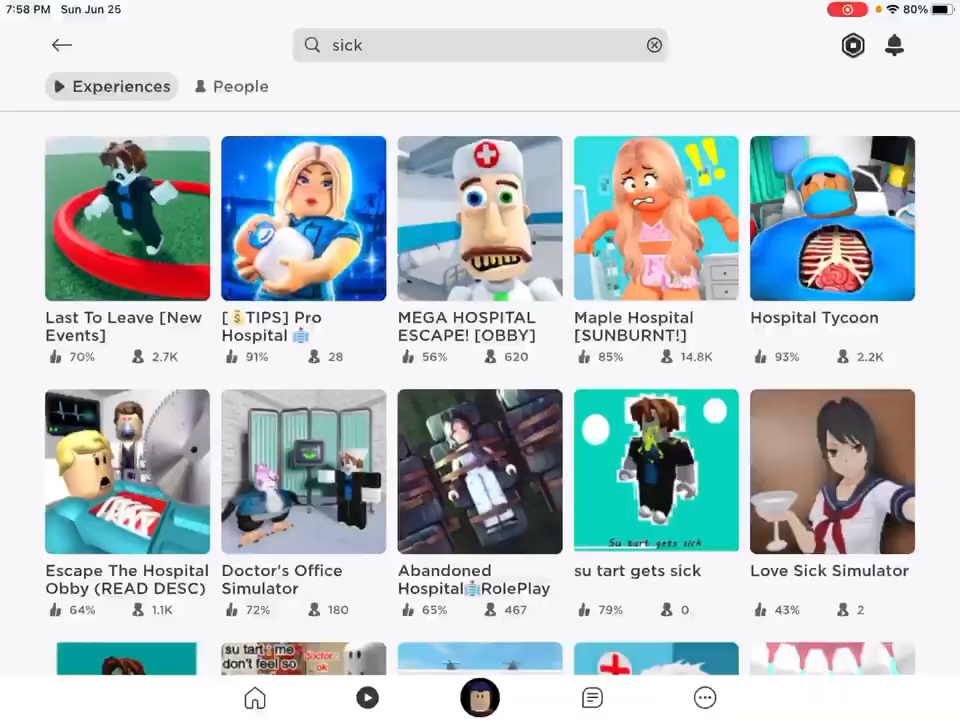 7:58 PM Sun Jun 25
80%
sick
Experiences
People
Last To Leave [New
Events]
70% 2.7K
[💰TIPS] Pro
Hospital 🏥
91% 28
MEGA HOSPITAL
ESCAPE! [OBBY]
56% 620
!!
Maple Hospital
[SUNBURNT!]
85% 14.8K
Hospital Tycoon
93% 2.2K
Escape The Hospital
Obby (READ DESC)
64% 1.1K
Doctor's Office
Simulator
72% 180
Abandoned
Hospital🏥RolePlay
65% 467
Su tart gets sick
su tart gets sick
79% 0
Love Sick Simulator
43% 2
su tart : me
don't feel so
doctor:
ok